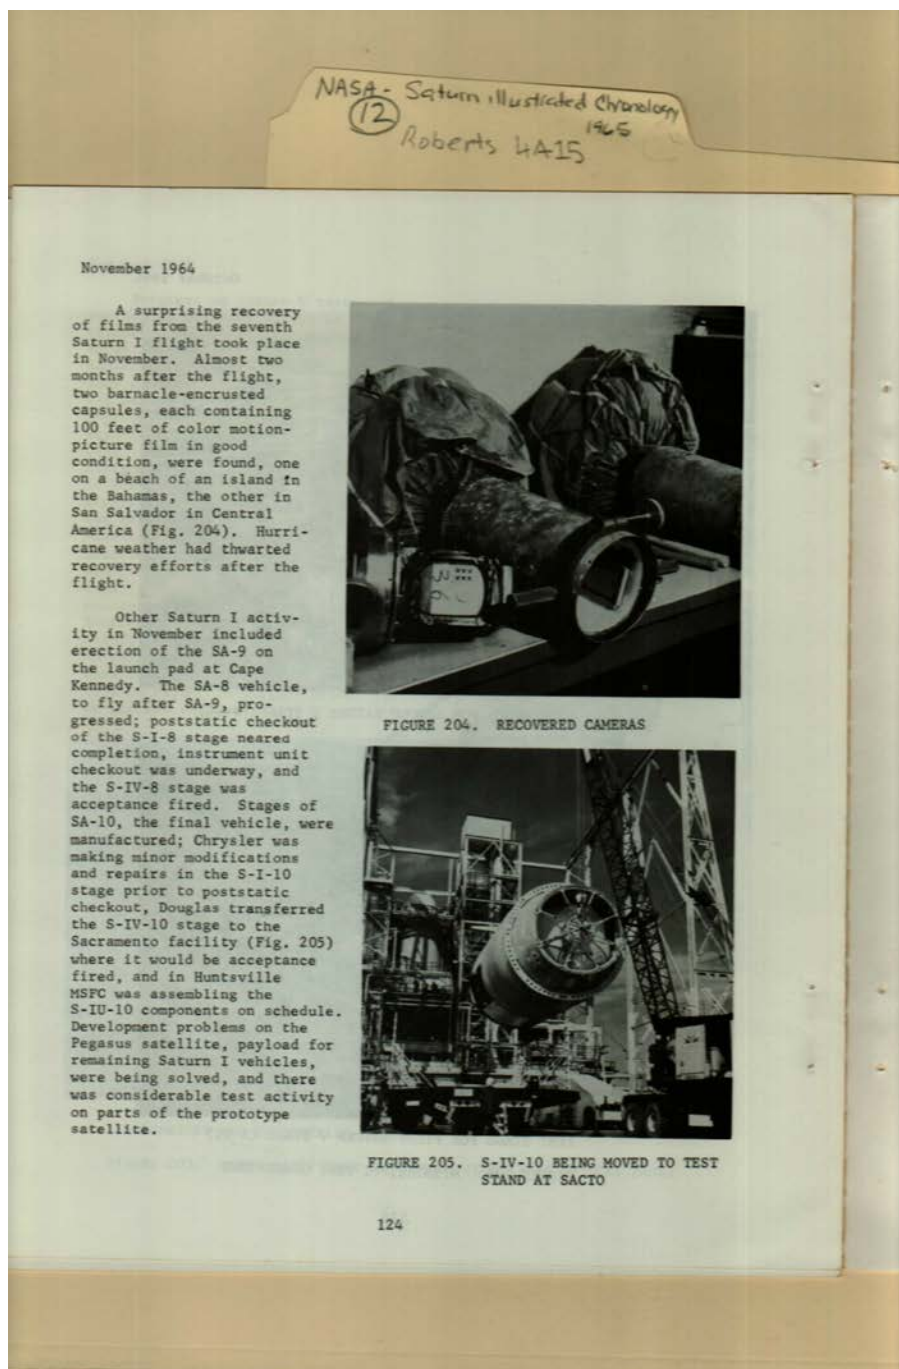 NASA - Saturn illustrated Chronology
12
1965
Roberts 4A15
November 1964
A surprising recovery
of films from the seventh
Saturn I flight took place
in November. Almost two
months after the flight,
two barnacle-encrusted
capsules, each containing
100 feet of color motion-
picture film in good
condition, were found, one
on a beach of an island in
the Bahamas, the other in
San Salvador in Central
America (Fig. 204). Hurri-
cane weather had thwarted
recovery efforts after the
flight.
Other Saturn I activ-
ity in November included
erection of the SA-9 on
the launch pad at Cape
Kennedy. The SA-8 vehicle,
to fly after SA-9, pro-
gressed; poststatic checkout
of the S-I-8 stage neared
completion, instrument unit
checkout was underway, and
the S-IV-8 stage was
acceptance fired. Stages of
SA-10, the final vehicle, were
manufactured; Chrysler was
making minor modifications
and repairs in the S-I-10
stage prior to poststatic
checkout, Douglas transferred
the S-IV-10 stage to the
Sacramento facility (Fig. 205)
where it would be acceptance
fired, and in Huntsville
MSFC was assembling the
S-IU-10 components on schedule.
Development problems on the
Pegasus satellite, payload for
remaining Saturn I vehicles,
were being solved, and there
was considerable test activity
on parts of the prototype
satellite.
FIGURE 204. RECOVERED CAMERAS
FIGURE 205. S-IV-10 BEING MOVED TO TEST
STAND AT SACTO
124